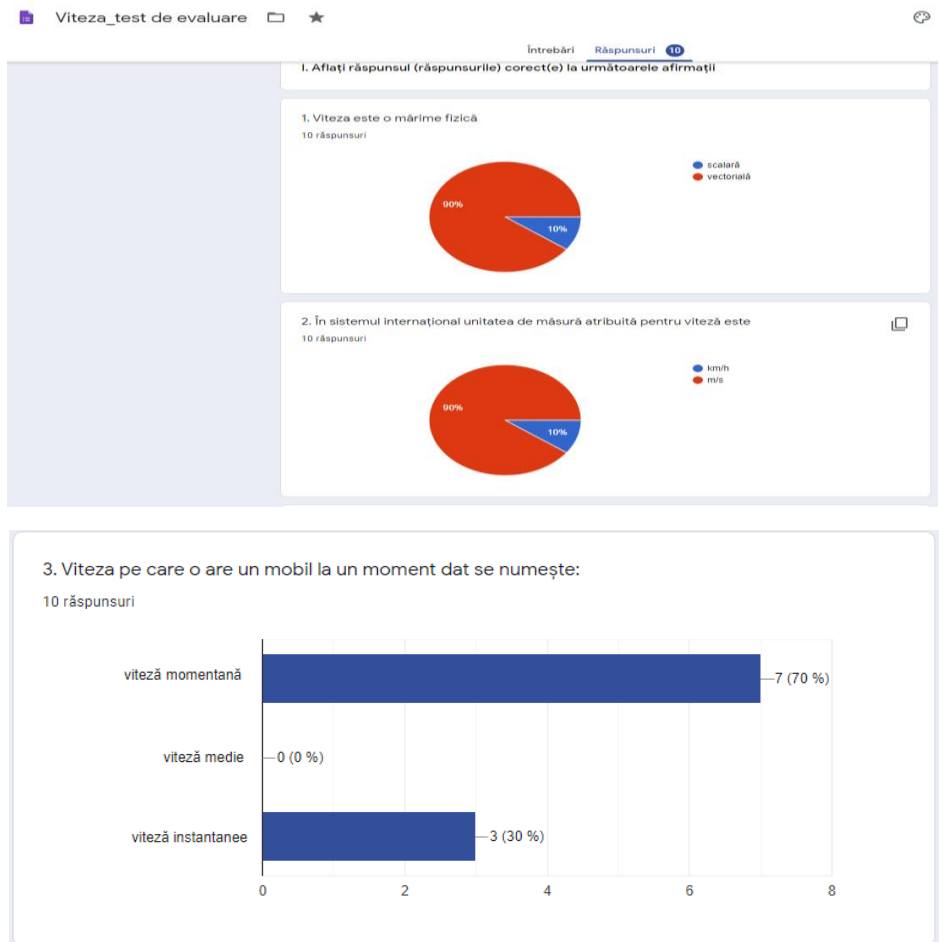 Viteza_test de evaluare
Întrebări Răspunsuri 10
I. Aflați răspunsul (răspunsurile) corect(e) la următoarele afirmații
1. Viteza este o mărime fizică
10 răspunsuri
scalară
vectorială
90%
10%
2. În sistemul internațional unitatea de măsură atribuită pentru viteză este
10 răspunsuri
km/h
m/s
90%
10%
3. Viteza pe care o are un mobil la un moment dat se numește:
10 răspunsuri
viteză momentană
7 (70 %)
viteză medie
0 (0 %)
viteză instantanee
3 (30 %)
0 2 4 6 8